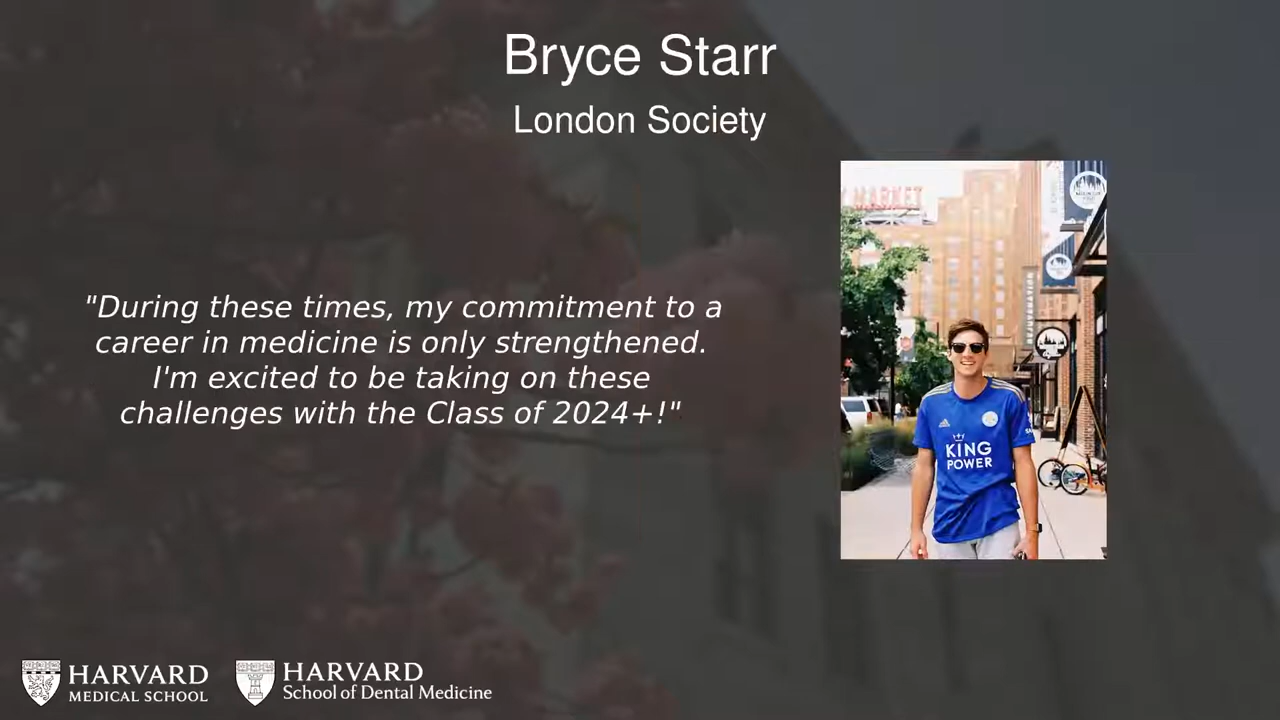 Bryce Starr
London Society
Y MARKET
"During these times, my commitment to a
career in medicine is only strengthened.
I'm excited to be taking on these
challenges with the Class of 2024+!"
KING
POWER
HARVARD
MEDICAL SCHOOL
HARVARD
School of Dental Medicine